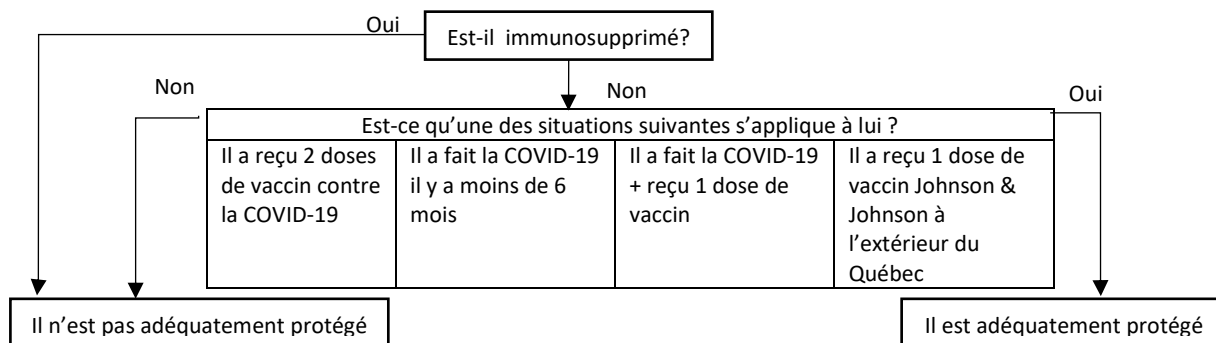 Oui
Est-il immunosupprimé?
Non
Non
Oui
Est-ce qu'une des situations suivantes s'applique à lui ?
Il a reçu 2 doses
de vaccin contre
la COVID-19
Il a fait la COVID-19
il y a moins de 6
mois
Il a fait la COVID-19
+ reçu 1 dose de
vaccin
Il a reçu 1 dose de
vaccin Johnson &
Johnson à
l'extérieur du
Québec
Il n'est pas adéquatement protégé
Il est adéquatement protégé